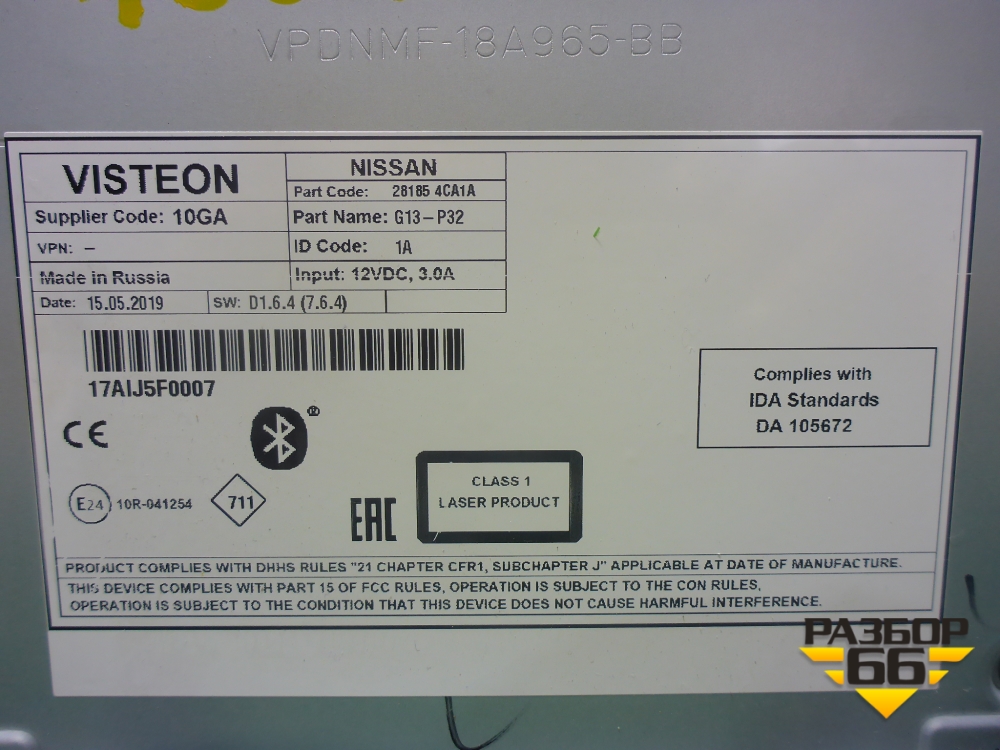 VPDNMF-18A965-BB
VISTEON
NISSAN
Part Code: 28185 4CA1A
Supplier Code: 10GA
Part Name: G13-P32
VPN: -
ID Code: 1A
Made in Russia
Input: 12VDC, 3.0A
Date: 15.05.2019
SW: D1.6.4 (7.6.4)
17AIJ5F0007
Complies with
IDA Standards
DA 105672
CE
®
CLASS 1
LASER PRODUCT
E24 10R-041254
711
EAC
PRODUCT COMPLIES WITH DHHS RULES "21 CHAPTER CFR1, SUBCHAPTER J" APPLICABLE AT DATE OF MANUFACTURE.
THIS DEVICE COMPLIES WITH PART 15 OF FCC RULES, OPERATION IS SUBJECT TO THE CON RULES,
OPERATION IS SUBJECT TO THE CONDITION THAT THIS DEVICE DOES NOT CAUSE HARMFUL INTERFERENCE.
РАЗБОР
66